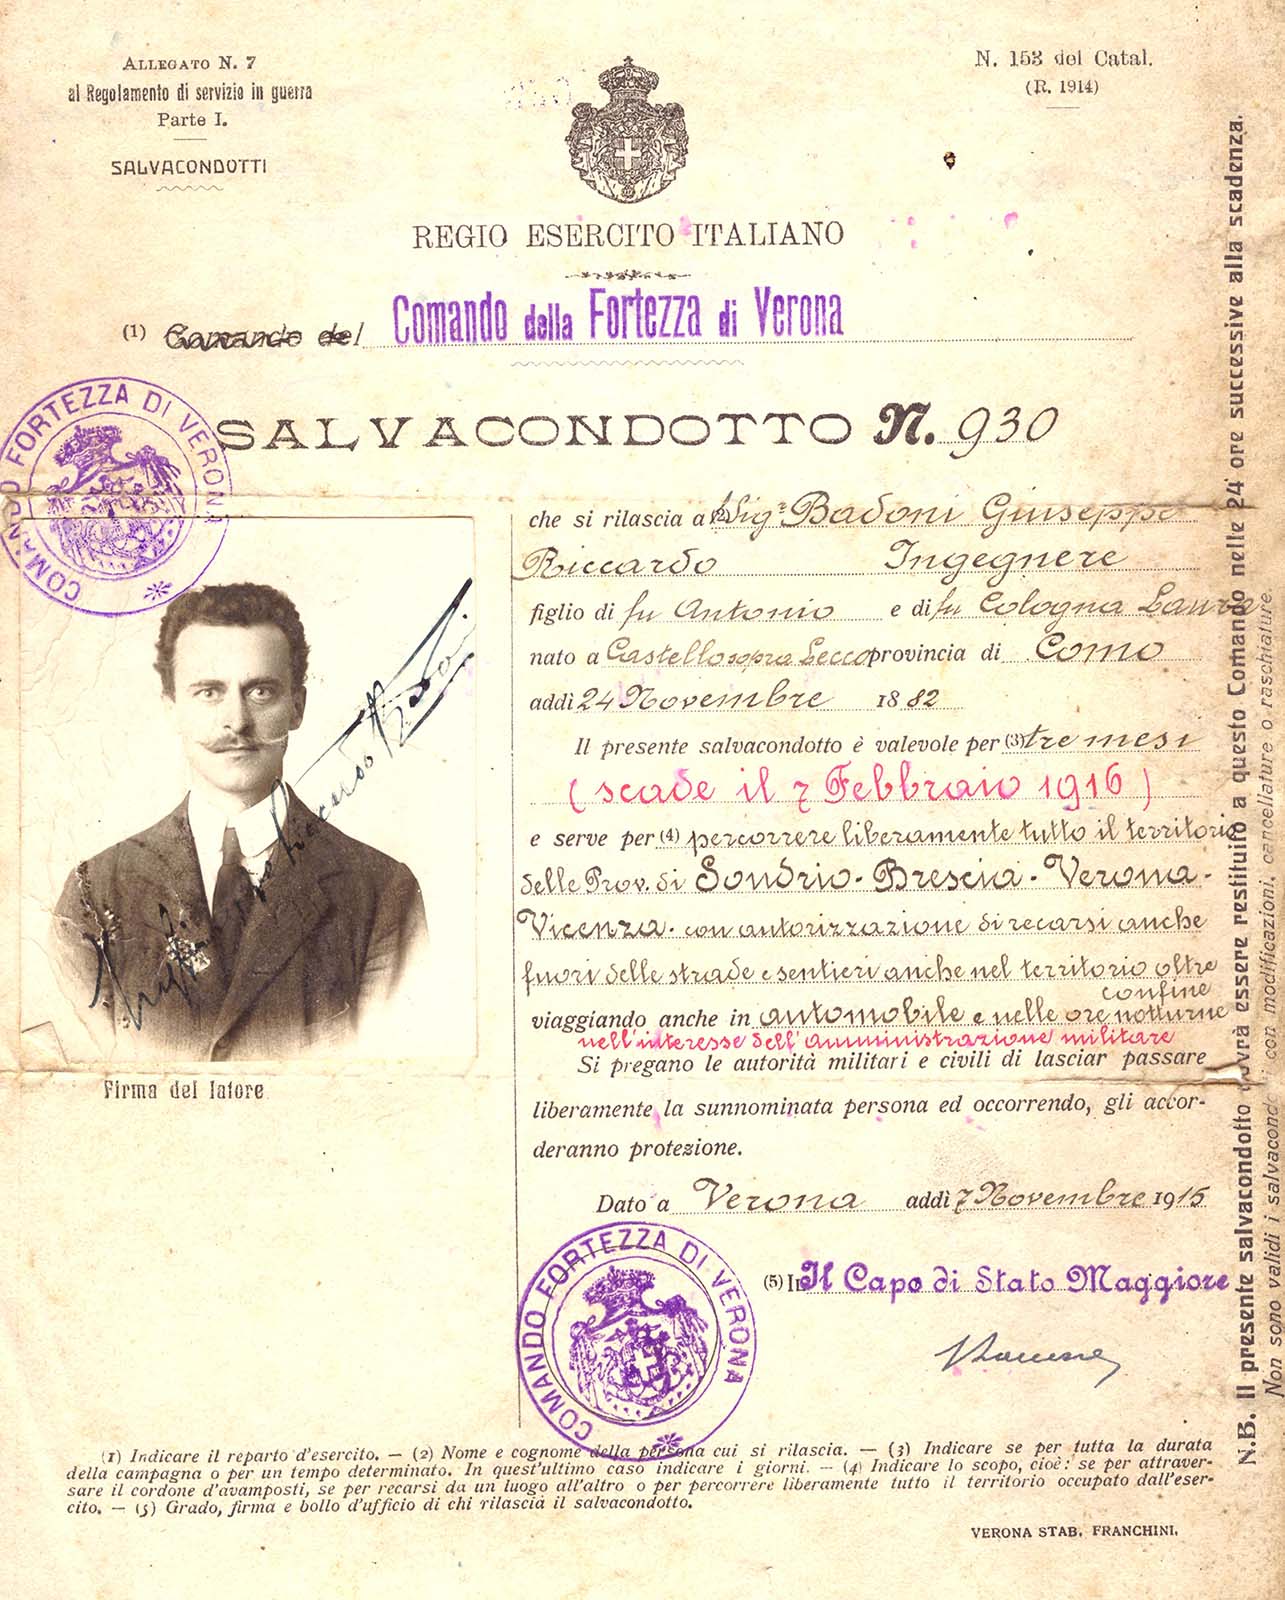 ALLEGATO N. 7
al Regolamento di servizio in guerra
Parte I.
SALVACONDOTTI
N. 153 del Catal.
(R. 1914)
REGIO ESERCITO ITALIANO
(1) Comando del Comando della Fortezza di Verona
SALVACONDOTTO N. 930
COMANDO FORTEZZA DI VERONA
che si rilascia a (2) Sigr Badoni Giuseppe
Riccardo Ingegnere
figlio di fu Antonio e di fu Cologna Laura
nato a Castello sopra Lecco provincia di Como
addì 24 Novembre 1882
Il presente salvacondotto è valevole per (3) tre mesi
(scade il 7 Febbraio 1916)
e serve per (4) percorrere liberamente tutto il territorio
delle Prov. di Sondrio - Brescia - Verona -
Vicenza - con autorizzazione di recarsi anche
fuori delle strade e sentieri anche nel territorio oltre
confine
viaggiando anche in automobile e nelle ore notturne
nell'interesse dell'amministrazione militare
Si pregano le autorità militari e civili di lasciar passare
liberamente la sunnominata persona ed occorrendo, gli accor-
deranno protezione.
Dato a Verona addì 7 Novembre 1915
(5) Il Il Capo di Stato Maggiore
COMANDO FORTEZZA DI VERONA
Giuseppe Riccardo Badoni
Firma del latore
(1) Indicare il reparto d'esercito. — (2) Nome e cognome della persona cui si rilascia. — (3) Indicare se per tutta la durata
della campagna o per un tempo determinato. In quest'ultimo caso indicare i giorni. — (4) Indicare lo scopo, cioè: se per attraver-
sare il cordone d'avamposti, se per recarsi da un luogo all'altro o per percorrere liberamente tutto il territorio occupato dall'eser-
cito. — (5) Grado, firma e bollo d'ufficio di chi rilascia il salvacondotto.
VERONA STAB. FRANCHINI.
N.B. Il presente salvacondotto dovrà essere restituito a questo Comando nelle 24 ore successive alla scadenza.
Non sono validi i salvacondotti con modificazioni, cancellature o raschiature